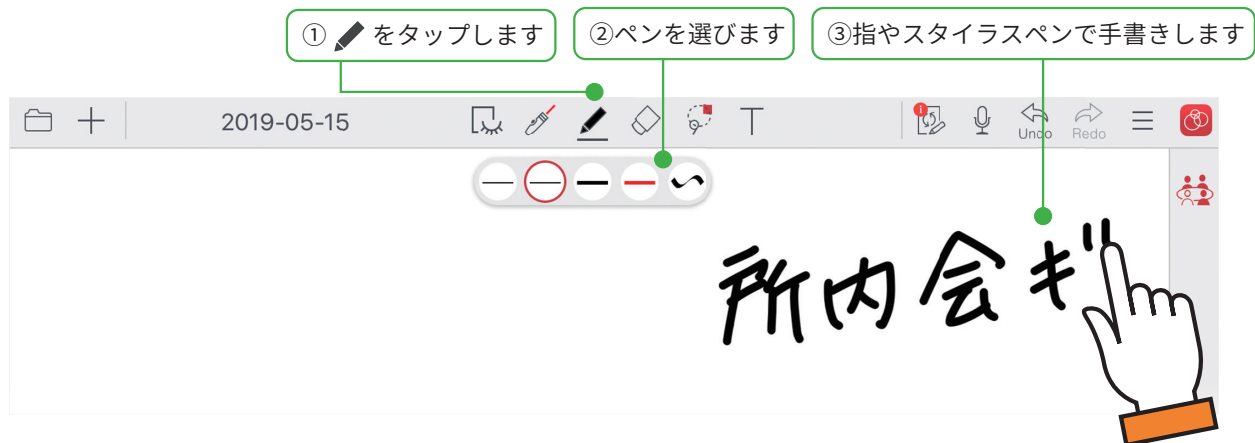 ① をタップします
②ペンを選びます
③指やスタイラスペンで手書きします
2019-05-15
T
i
Undo
Redo
所内会ギ